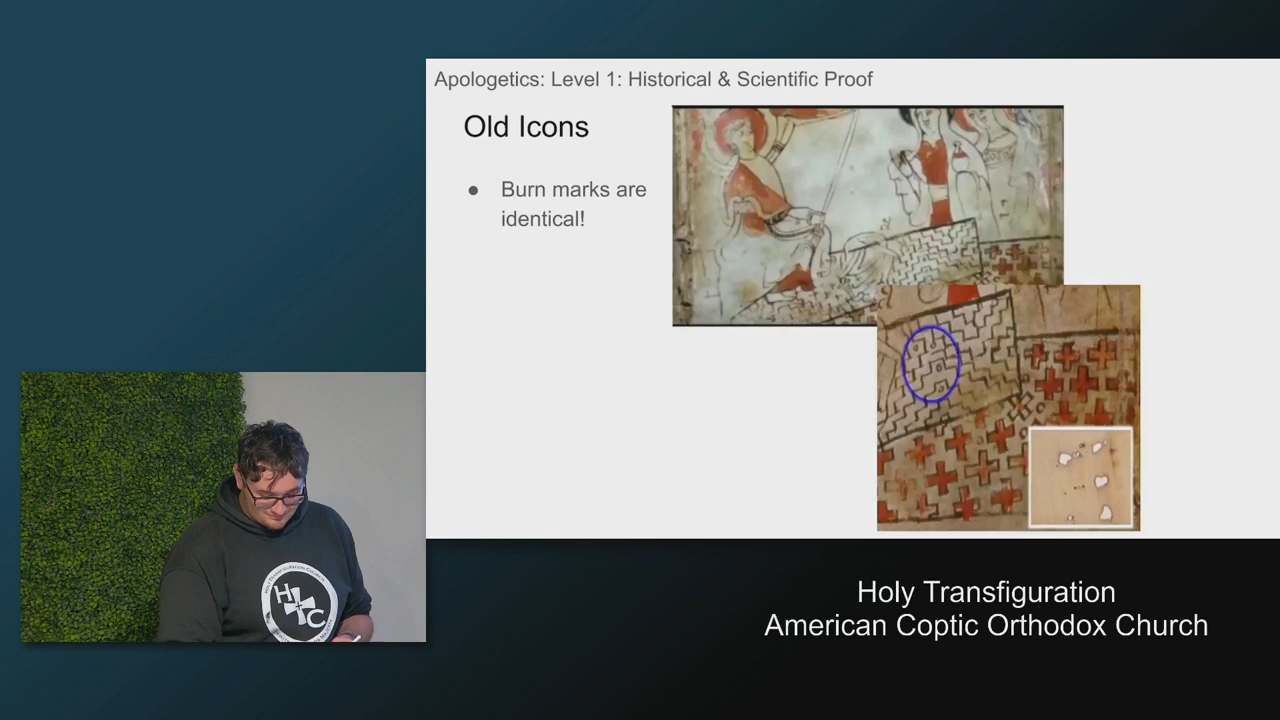 Apologetics: Level 1: Historical & Scientific Proof
Old Icons
● Burn marks are
identical!
H
C
Holy Transfiguration
American Coptic Orthodox Church